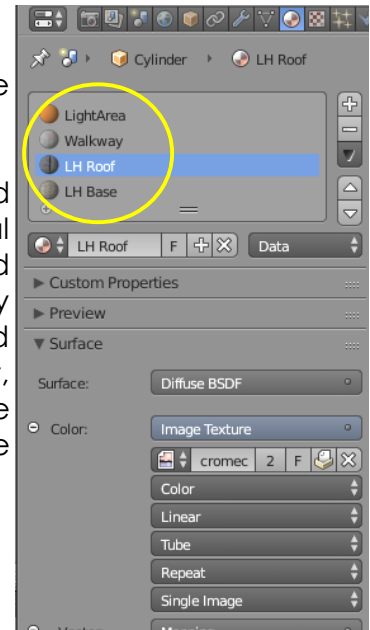 Cylinder LH Roof
e
LightArea
Walkway
LH Roof
d
LH Base
al
LH Roof F Data
d
Custom Properties
y
Preview
d
Surface
,
Surface: Diffuse BSDF
e
Color: Image Texture
e
cromec 2 F
Color
Linear
Tube
Repeat
Single Image